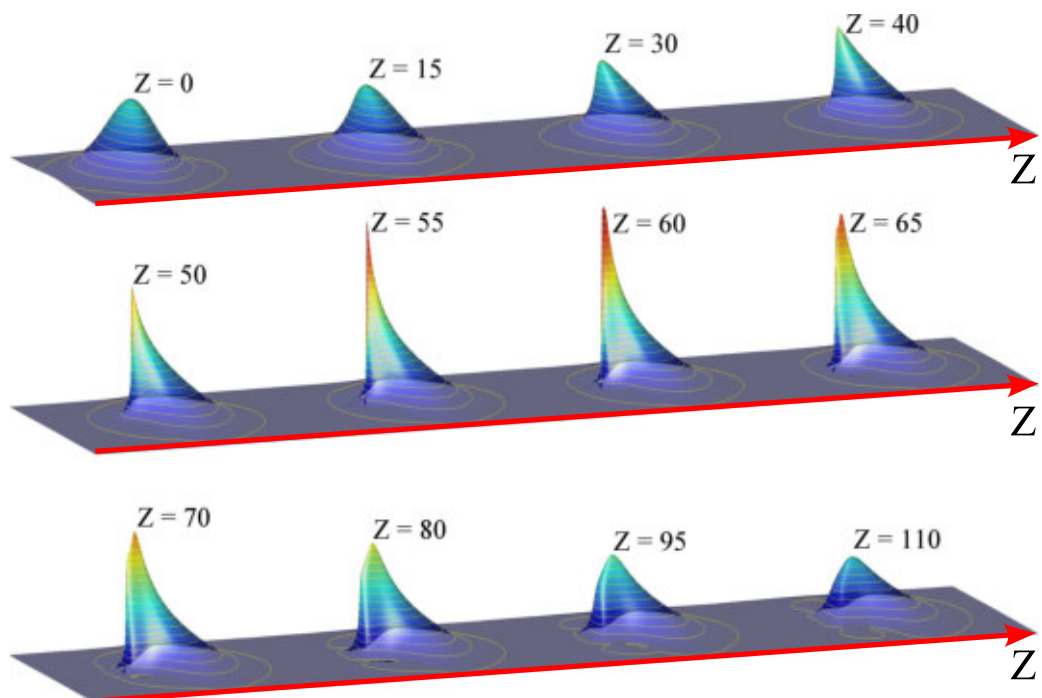 Z = 0
Z = 15
Z = 30
Z = 40
Z
Z = 50
Z = 55
Z = 60
Z = 65
Z
Z = 70
Z = 80
Z = 95
Z = 110
Z